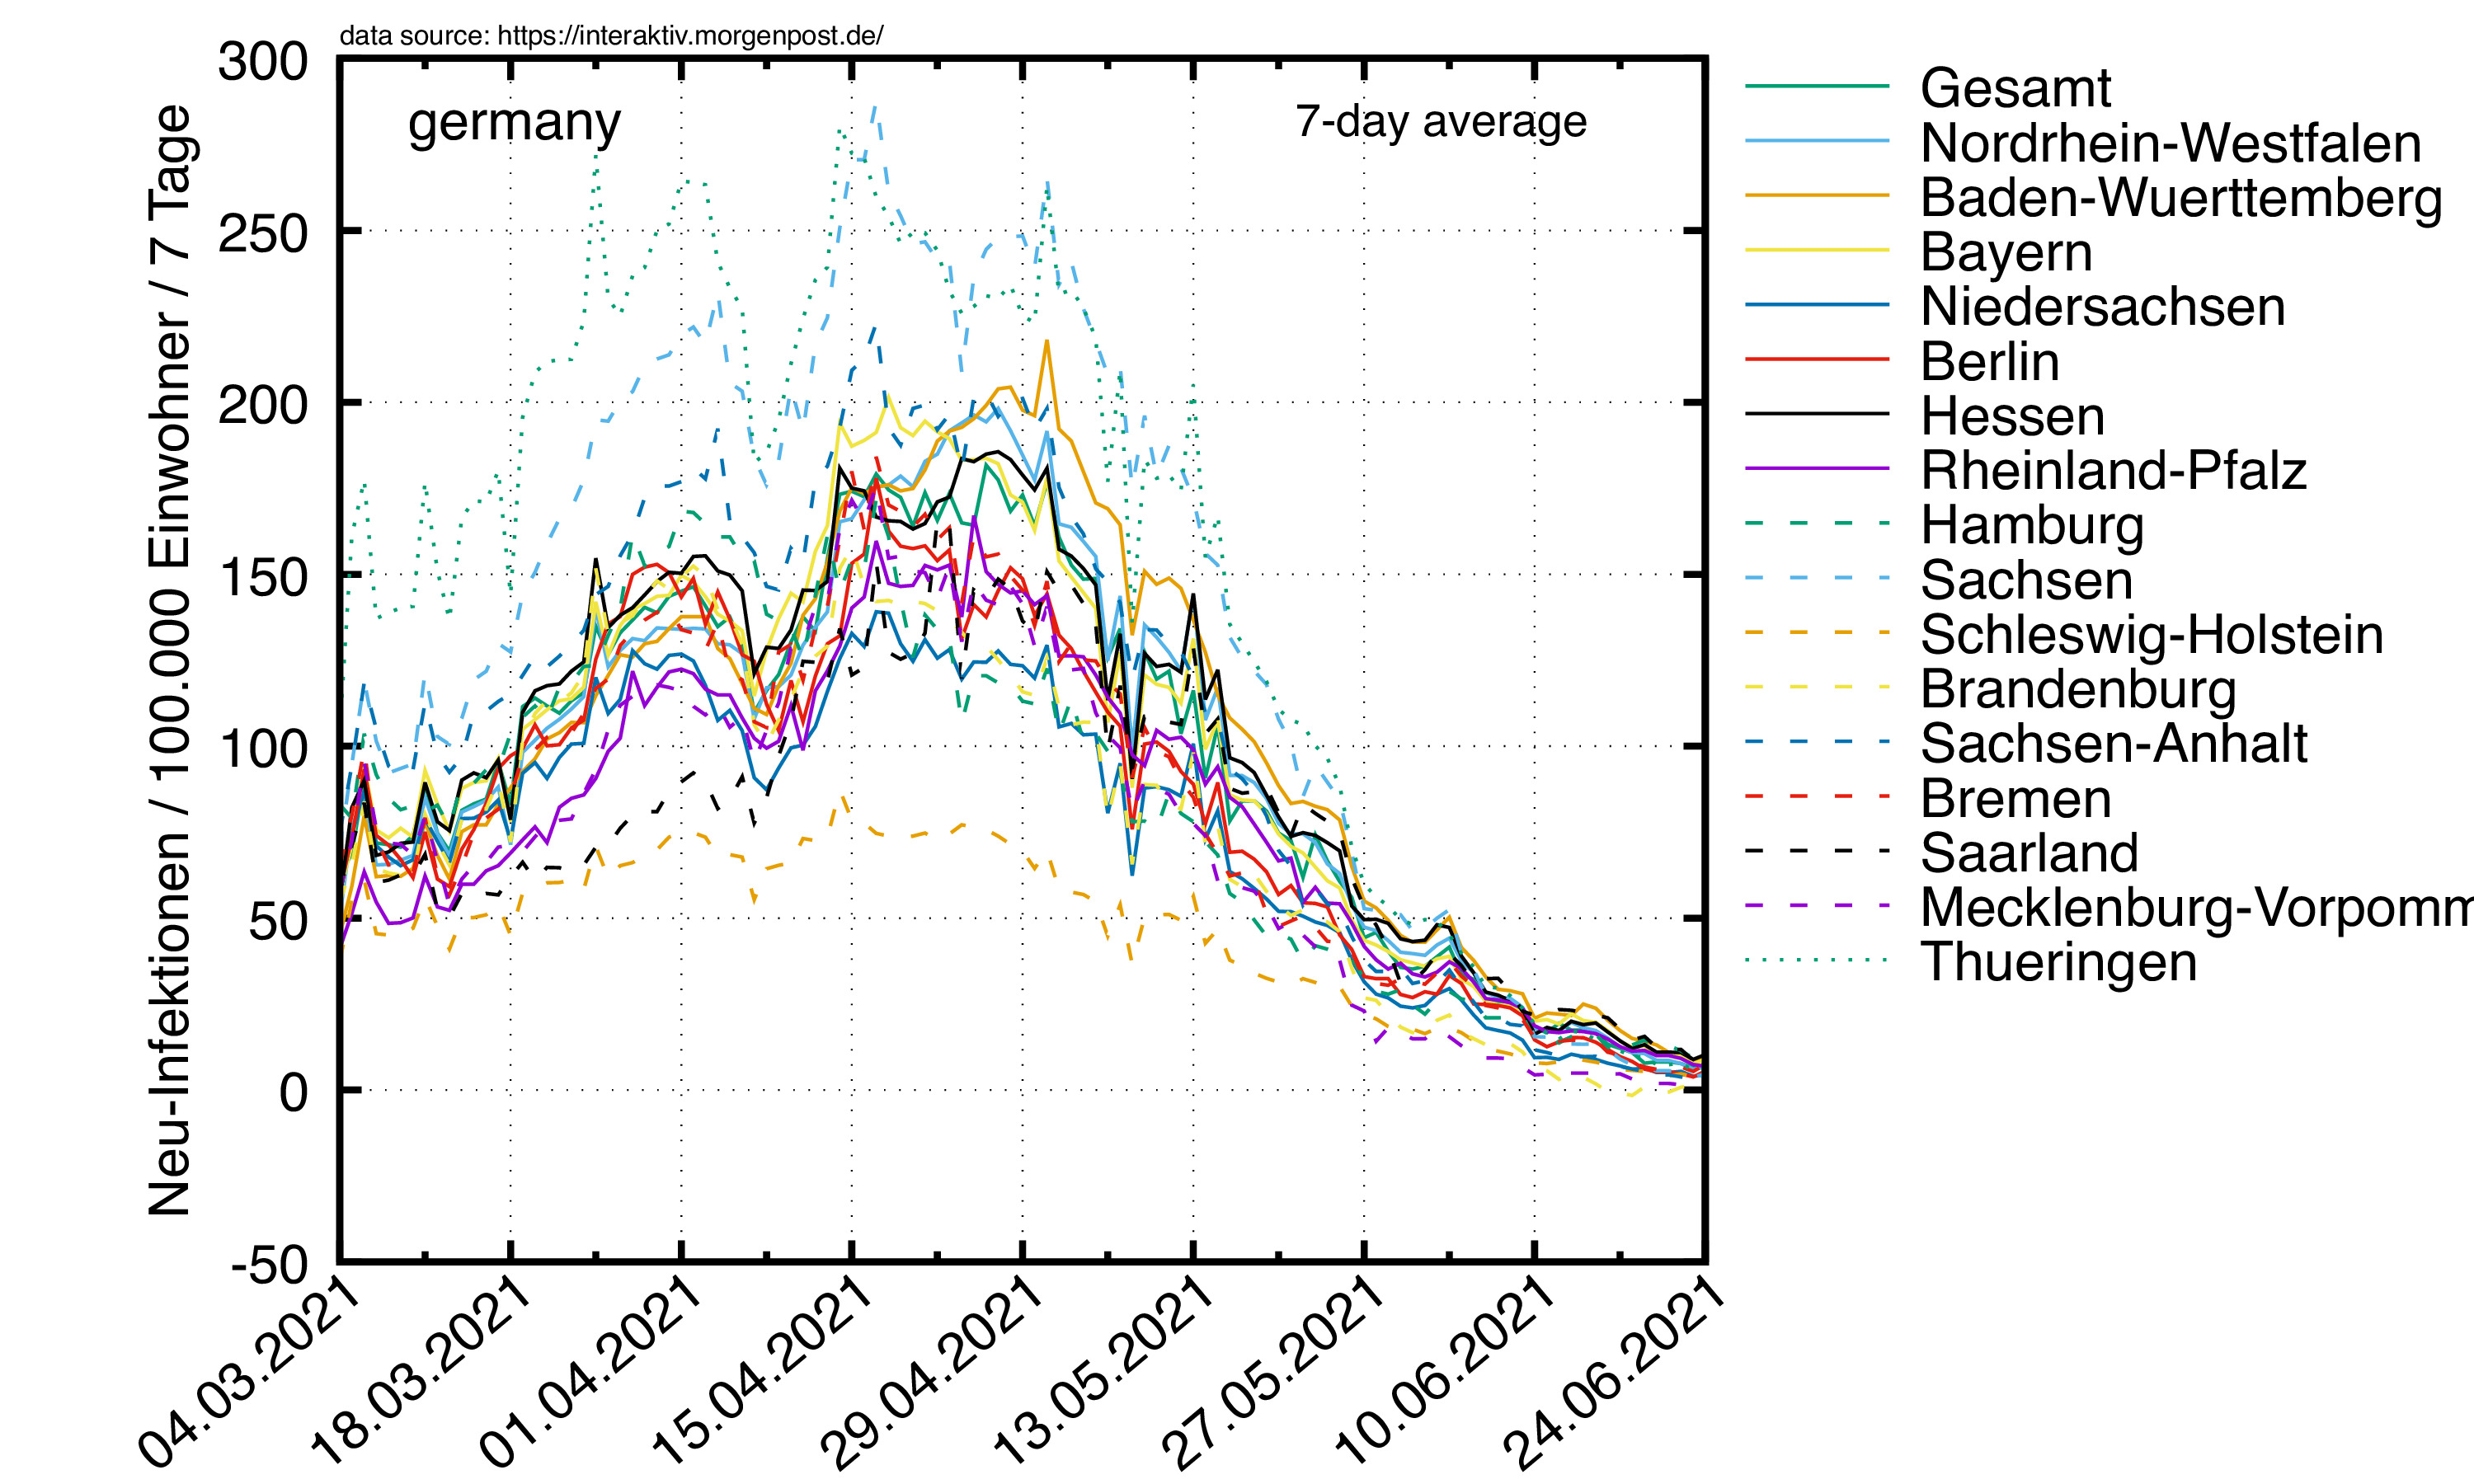 data source: https://interaktiv.morgenpost.de/
germany
7-day average
Neu-Infektionen / 100.000 Einwohner / 7 Tage
300
250
200
150
100
50
0
-50
04.03.2021
18.03.2021
01.04.2021
15.04.2021
29.04.2021
13.05.2021
27.05.2021
10.06.2021
24.06.2021
Gesamt
Nordrhein-Westfalen
Baden-Wuerttemberg
Bayern
Niedersachsen
Berlin
Hessen
Rheinland-Pfalz
Hamburg
Sachsen
Schleswig-Holstein
Brandenburg
Sachsen-Anhalt
Bremen
Saarland
Mecklenburg-Vorpomm
Thueringen